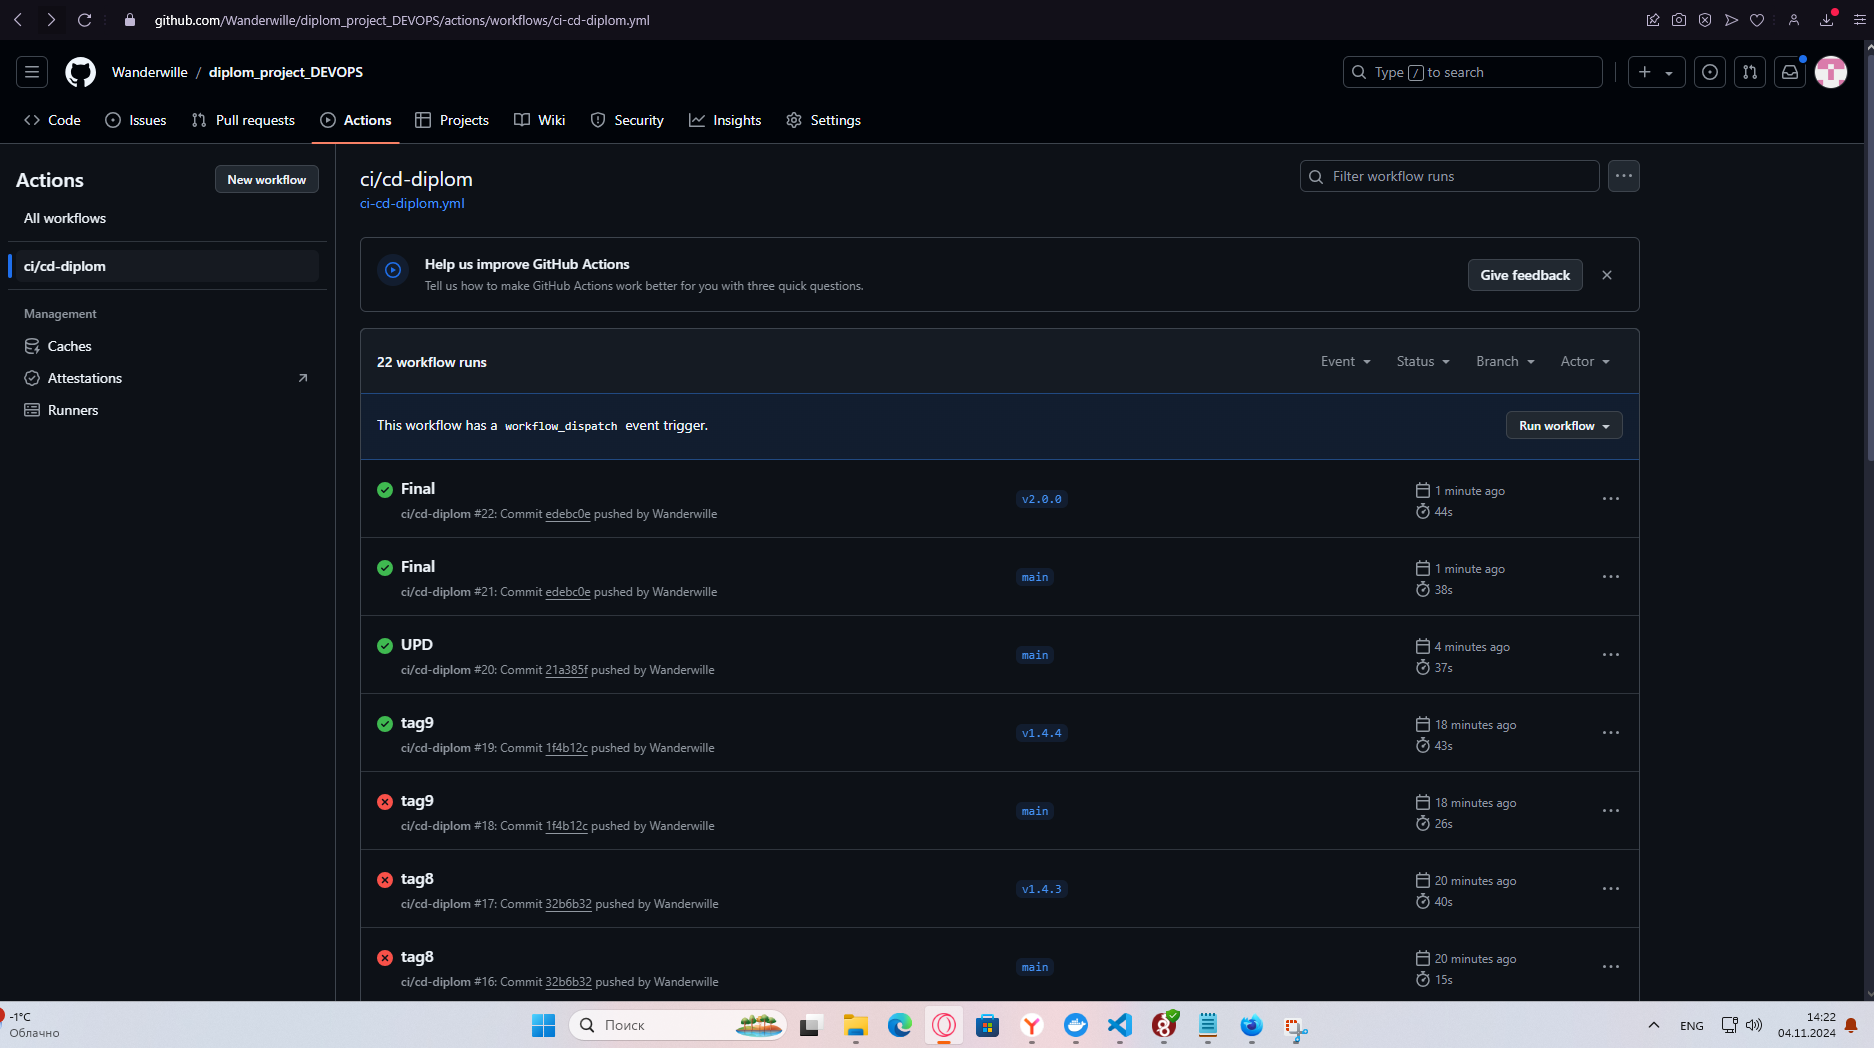 github.com/Wanderwille/diplom_project_DEVOPS/actions/workflows/ci-cd-diplom.yml
Wanderwille / diplom_project_DEVOPS
Type / to search
Code
Issues
Pull requests
Actions
Projects
Wiki
Security
Insights
Settings
Actions
New workflow
All workflows
ci/cd-diplom
Management
Caches
Attestations
Runners
ci/cd-diplom
ci-cd-diplom.yml
Filter workflow runs
Help us improve GitHub Actions
Tell us how to make GitHub Actions work better for you with three quick questions.
Give feedback
22 workflow runs
Event
Status
Branch
Actor
This workflow has a workflow_dispatch event trigger.
Run workflow
Final
ci/cd-diplom #22: Commit edebc0e pushed by Wanderwille
v2.0.0
1 minute ago
44s
Final
ci/cd-diplom #21: Commit edebc0e pushed by Wanderwille
main
1 minute ago
38s
UPD
ci/cd-diplom #20: Commit 21a385f pushed by Wanderwille
main
4 minutes ago
37s
tag9
ci/cd-diplom #19: Commit 1f4b12c pushed by Wanderwille
v1.4.4
18 minutes ago
43s
tag9
ci/cd-diplom #18: Commit 1f4b12c pushed by Wanderwille
main
18 minutes ago
26s
tag8
ci/cd-diplom #17: Commit 32b6b32 pushed by Wanderwille
v1.4.3
20 minutes ago
40s
tag8
ci/cd-diplom #16: Commit 32b6b32 pushed by Wanderwille
main
20 minutes ago
15s
-1°C
Облачно
Поиск
ENG
14:22
04.11.2024